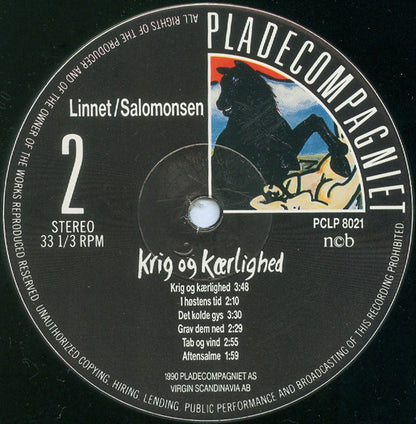 ALL RIGHTS OF THE PRODUCER AND OF THE OWNER OF THE WORKS REPRODUCED RESERVED. UNAUTHORIZED COPYING, HIRING, LENDING, PUBLIC PERFORMANCE AND BROADCASTING OF THIS RECORDING PROHIBITED
PLADECOMPAGNIET
Linnet/Salomonsen
2
STEREO
33 1/3 RPM
PCLP 8021
n©b
Krig og Kærlighed
Krig og kærlighed 3:48
I høstens tid 2:10
Det kolde gys 3:30
Grav dem ned 2:29
Tab og vind 2:55
Aftensalme 1:59
1990 PLADECOMPAGNIET AS
VIRGIN SCANDINAVIA AB